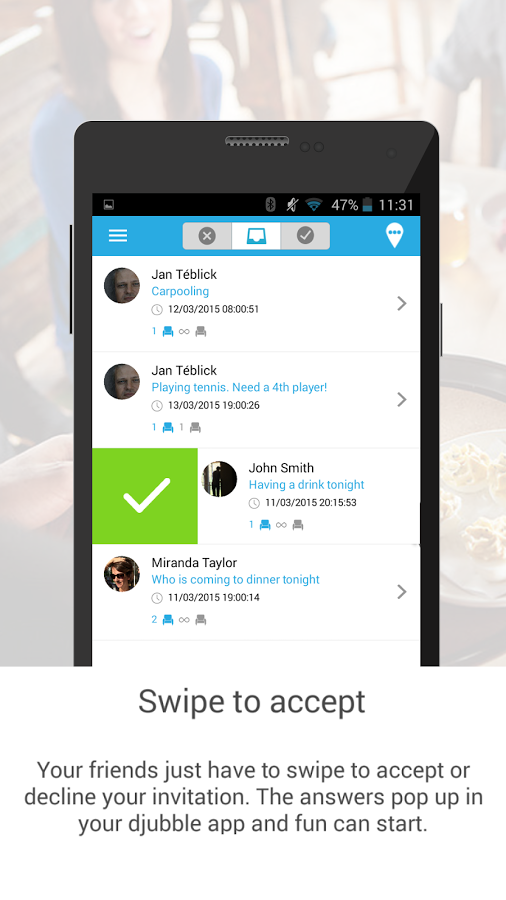 47% 11:31
Jan Téblick
Carpooling
12/03/2015 08:00:51
1 ∞
Jan Téblick
Playing tennis. Need a 4th player!
13/03/2015 19:00:26
1 1
John Smith
Having a drink tonight
11/03/2015 20:15:53
1 ∞
Miranda Taylor
Who is coming to dinner tonight
11/03/2015 19:00:14
2 ∞
Swipe to accept
Your friends just have to swipe to accept or
decline your invitation. The answers pop up in
your djubble app and fun can start.